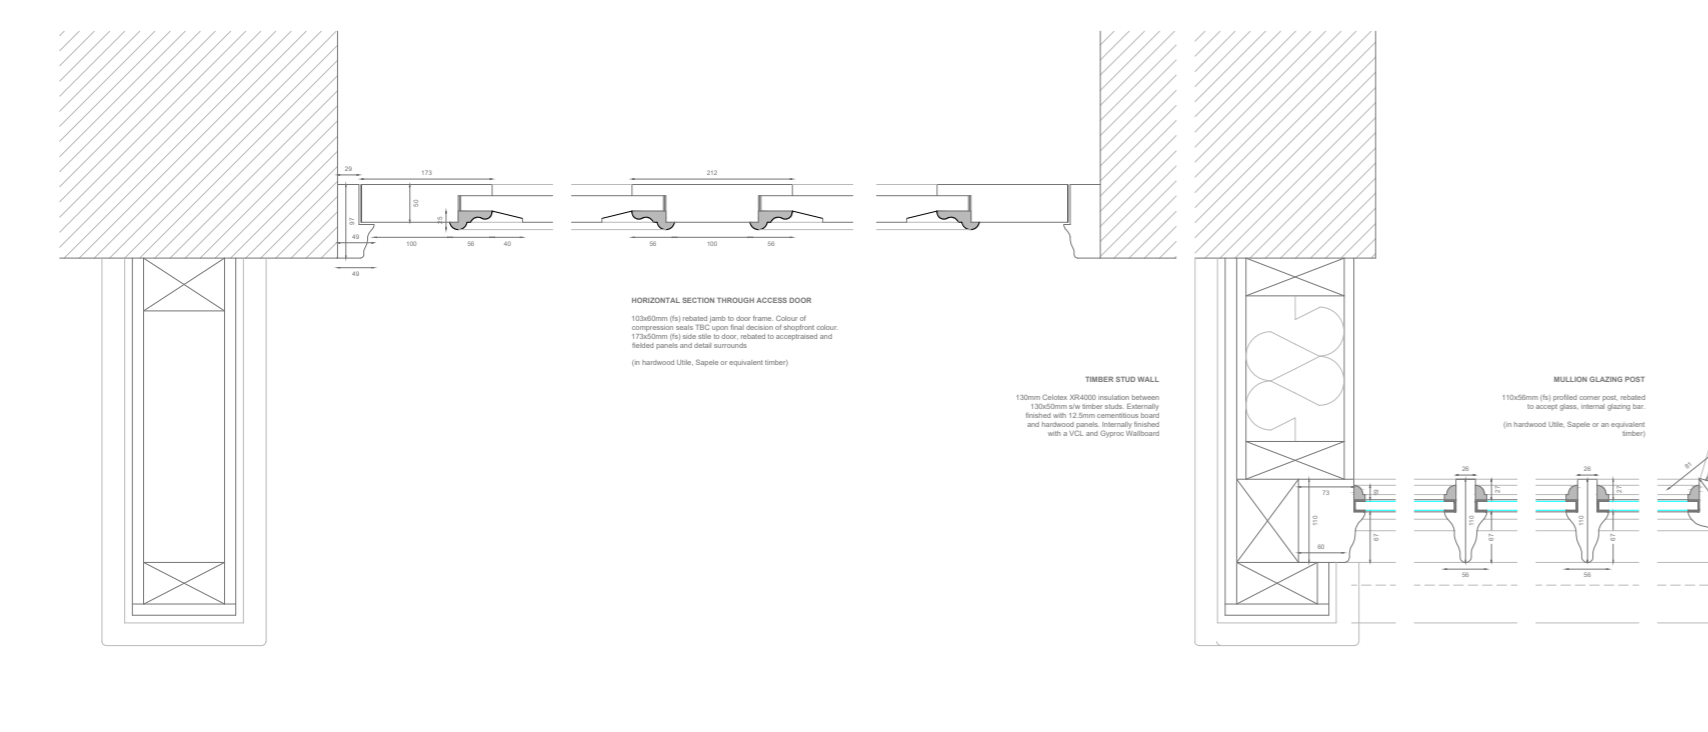 29
173
212
50
97
15
49
100
56
40
56
100
56
49
HORIZONTAL SECTION THROUGH ACCESS DOOR
103x60mm (fs) rebated jamb to door frame. Colour of
compression seals TBC upon final decision of shopfront colour.
173x50mm (fs) side stile to door, rebated to acceptraised and
fielded panels and detail surrounds
(in hardwood Utile, Sapele or equivalent timber)
TIMBER STUD WALL
130mm Celotex XR4000 insulation between
130x50mm s/w timber studs. Externally
finished with 12.5mm cementitious board
and hardwood panels. Internally finished
with a VCL and Gyproc Wallboard
MULLION GLAZING POST
110x56mm (fs) profiled corner post, rebated
to accept glass, internal glazing bar.
(in hardwood Utile, Sapele or an equivalent
timber)
73
110
60
67
26
27
110
67
56
26
27
110
67
56
81